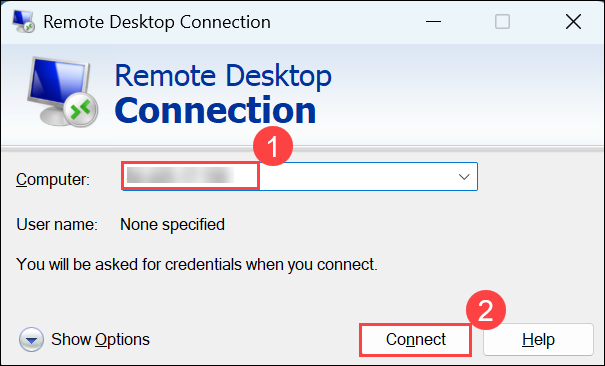 Remote Desktop Connection
Remote Desktop
Connection
1
Computer:
User name: None specified
You will be asked for credentials when you connect.
2
Show Options
Connect
Help